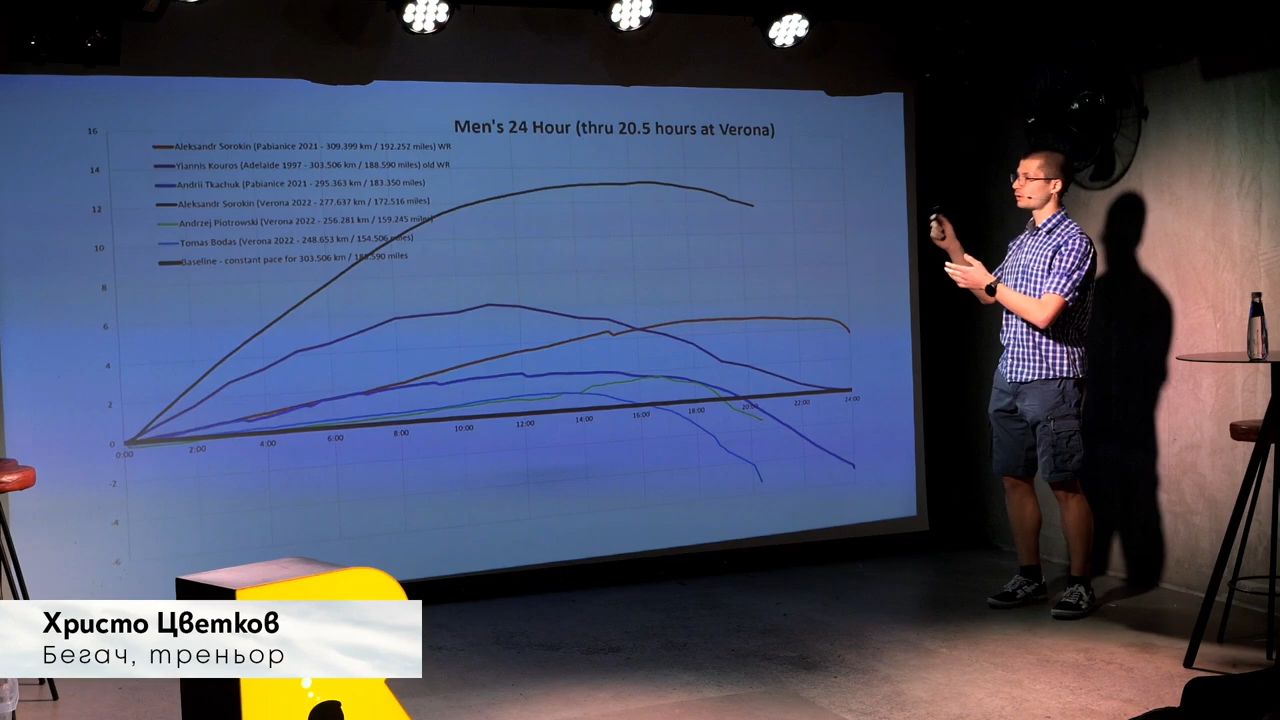 Men's 24 Hour (thru 20.5 hours at Verona)
16
14
12
10
8
6
4
2
0
-2
-4
-6
Aleksandr Sorokin (Pabianice 2021 - 309.399 km / 192.252 miles) WR
Yiannis Kouros (Adelaide 1997 - 303.506 km / 188.590 miles) old WR
Andrii Tkachuk (Pabianice 2021 - 295.363 km / 183.350 miles)
Aleksandr Sorokin (Verona 2022 - 277.637 km / 172.516 miles)
Andrzej Piotrowski (Verona 2022 - 256.281 km / 159.245 miles)
Tomas Bodas (Verona 2022 - 248.653 km / 154.506 miles)
Baseline - constant pace for 303.506 km / 188.590 miles
0:00 2:00 4:00 6:00 8:00 10:00 12:00 14:00 16:00 18:00 20:00 22:00 24:00
Христо Цветков
Бегач, треньор